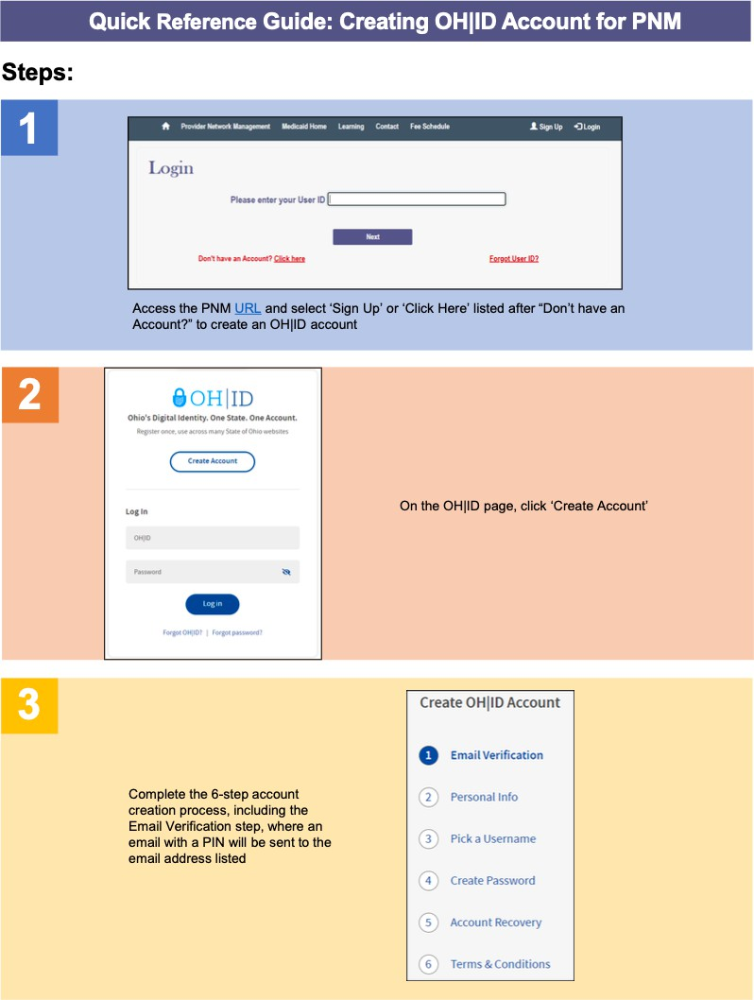 Quick Reference Guide: Creating OH|ID Account for PNM
Steps:
1
Provider Network Management Medicaid Home Learning Contact Fee Schedule Sign Up Login
Login
Please enter your User ID
Next
Don't have an Account? Click here Forgot User ID?
Access the PNM URL and select ‘Sign Up’ or ‘Click Here’ listed after “Don’t have an
Account?” to create an OH|ID account
2
OH|ID
Ohio's Digital Identity. One State. One Account.
Register once, use across many State of Ohio websites
Create Account
Log In
OH|ID
Password
Log in
Forgot OH|ID? | Forgot password?
On the OH|ID page, click ‘Create Account’
3
Complete the 6-step account
creation process, including the
Email Verification step, where an
email with a PIN will be sent to the
email address listed
Create OH|ID Account
1 Email Verification
2 Personal Info
3 Pick a Username
4 Create Password
5 Account Recovery
6 Terms & Conditions